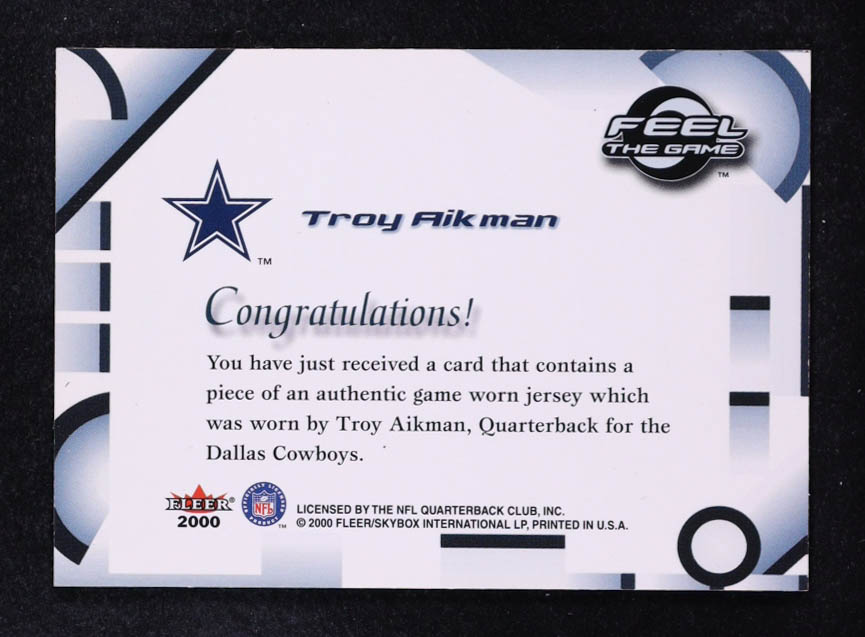 FEEL
THE GAME
TM
Troy Aikman
TM
Congratulations!
You have just received a card that contains a
piece of an authentic game worn jersey which
was worn by Troy Aikman, Quarterback for the
Dallas Cowboys.
FLEER®
2000
NFL
TM
LICENSED BY THE NFL QUARTERBACK CLUB, INC.
© 2000 FLEER/SKYBOX INTERNATIONAL LP, PRINTED IN U.S.A.